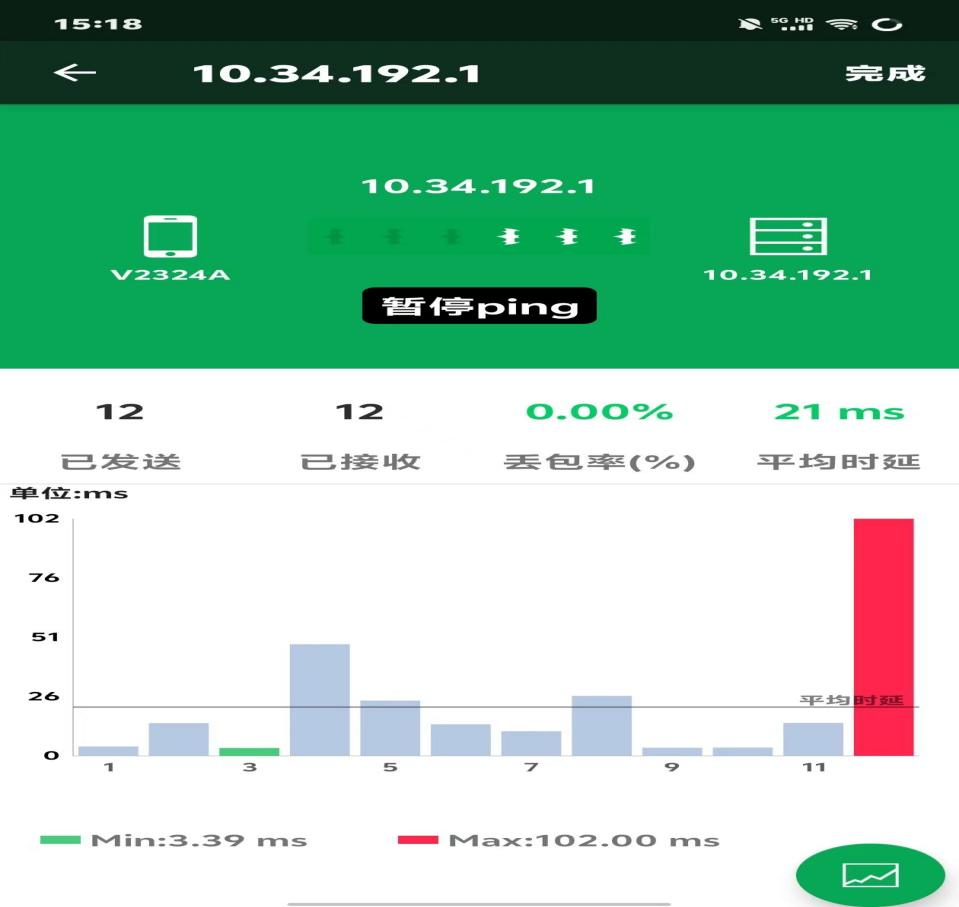 15:18
5G HD
10.34.192.1
完成
10.34.192.1
V2324A
10.34.192.1
暂停ping
12 12 0.00% 21 ms
已发送 已接收 丢包率(%) 平均时延
单位:ms
102
76
51
26
平均时延
0
1 3 5 7 9 11
Min:3.39 ms Max:102.00 ms